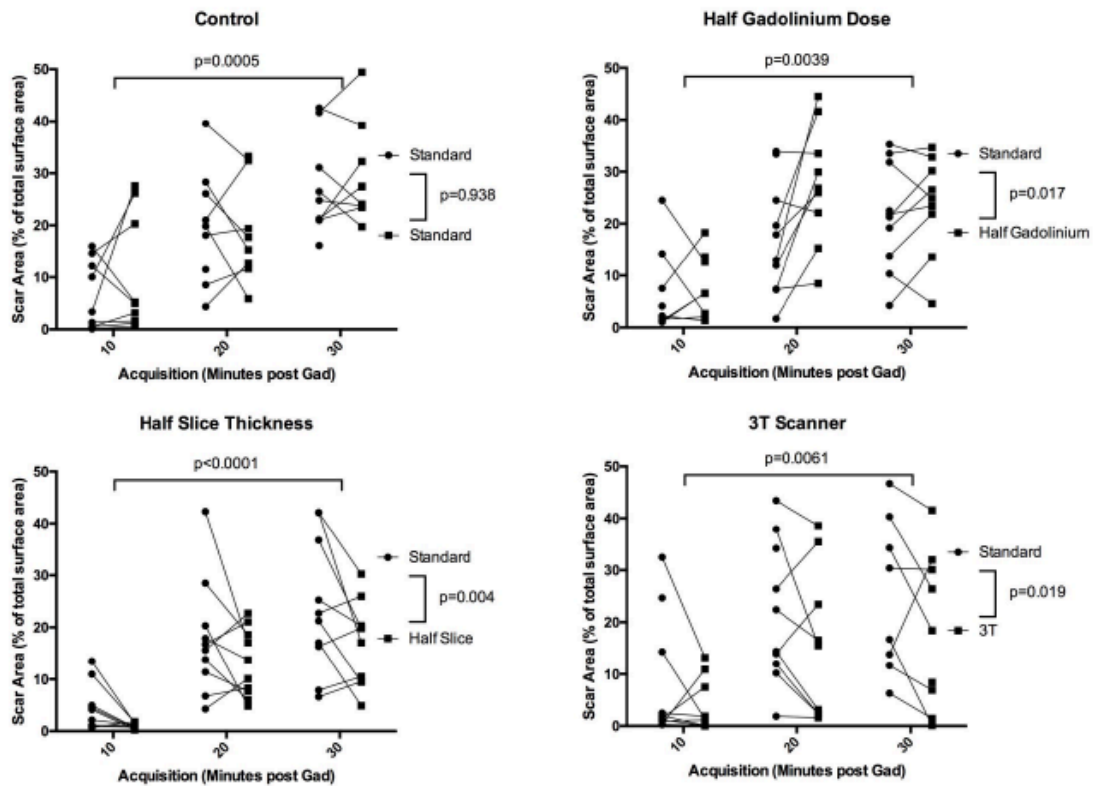 Control
p=0.0005
Scar Area (% of total surface area)
50
40
30
20
10
0
10
20
30
Acquisition (Minutes post Gad)
Standard
p=0.938
Standard
Half Gadolinium Dose
p=0.0039
Scar Area (% of total surface area)
50
40
30
20
10
0
10
20
30
Acquisition (Minutes post Gad)
Standard
p=0.017
Half Gadolinium
Half Slice Thickness
p<0.0001
Scar Area (% of total surface area)
50
40
30
20
10
0
10
20
30
Acquisition (Minutes post Gad)
Standard
p=0.004
Half Slice
3T Scanner
p=0.0061
Scar Area (% of total surface area)
50
40
30
20
10
0
10
20
30
Acquisition (Minutes post Gad)
Standard
p=0.019
3T